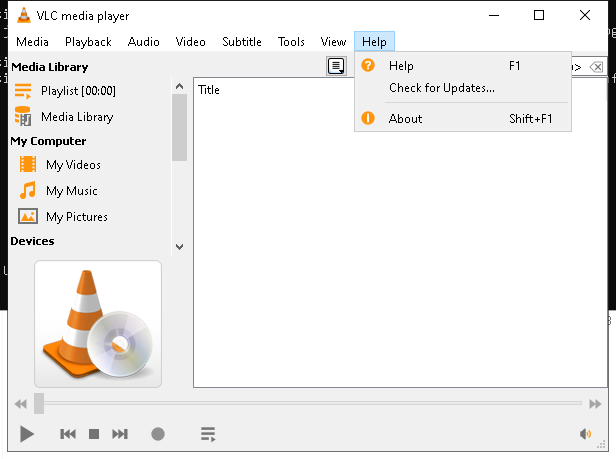 VLC media player
Media Playback Audio Video Subtitle Tools View Help
Media Library
Playlist [00:00]
Media Library
My Computer
My Videos
My Music
My Pictures
Devices
Title
Help F1
Check for Updates...
About Shift+F1